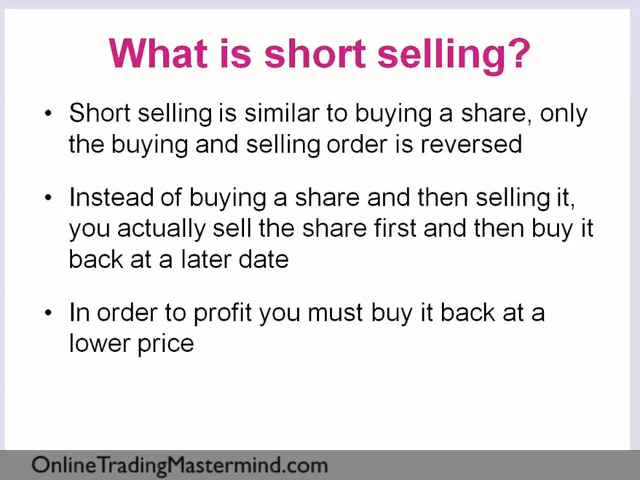 What is short selling?
• Short selling is similar to buying a share, only
the buying and selling order is reversed
• Instead of buying a share and then selling it,
you actually sell the share first and then buy it
back at a later date
• In order to profit you must buy it back at a
lower price
OnlineTradingMastermind.com